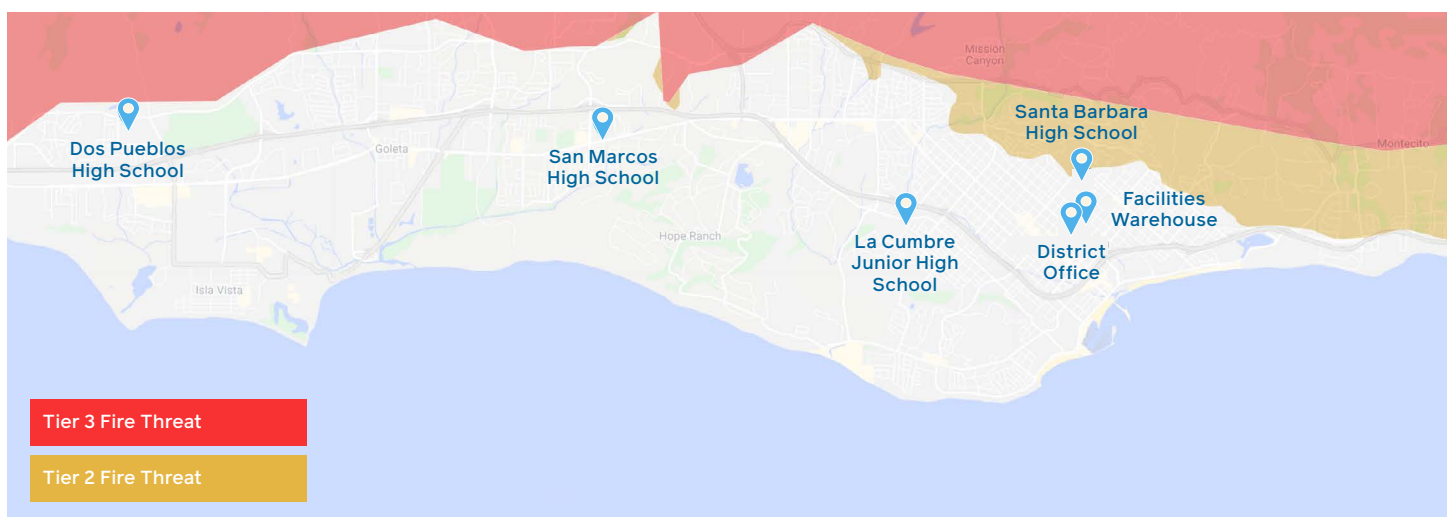 Mission
Canyon
Santa Barbara
High School
Montecito
Dos Pueblos
High School
Goleta
San Marcos
High School
Facilities
Warehouse
Hope Ranch
La Cumbre
Junior High
School
District
Office
Isla Vista
Tier 3 Fire Threat
Tier 2 Fire Threat